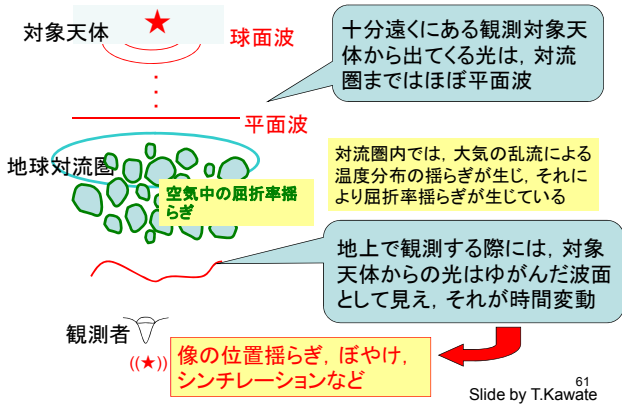 対象天体
球面波
十分遠くにある観測対象天
体から出てくる光は，対流
圏まではほぼ平面波
平面波
地球対流圏
空気中の屈折率揺
らぎ
対流圏内では，大気の乱流による
温度分布の揺らぎが生じ，それに
より屈折率揺らぎが生じている
地上で観測する際には，対象
天体からの光はゆがんだ波面
として見え，それが時間変動
観測者
((★))
像の位置揺らぎ，ぼやけ，
シンチレーションなど
61
Slide by T.Kawate